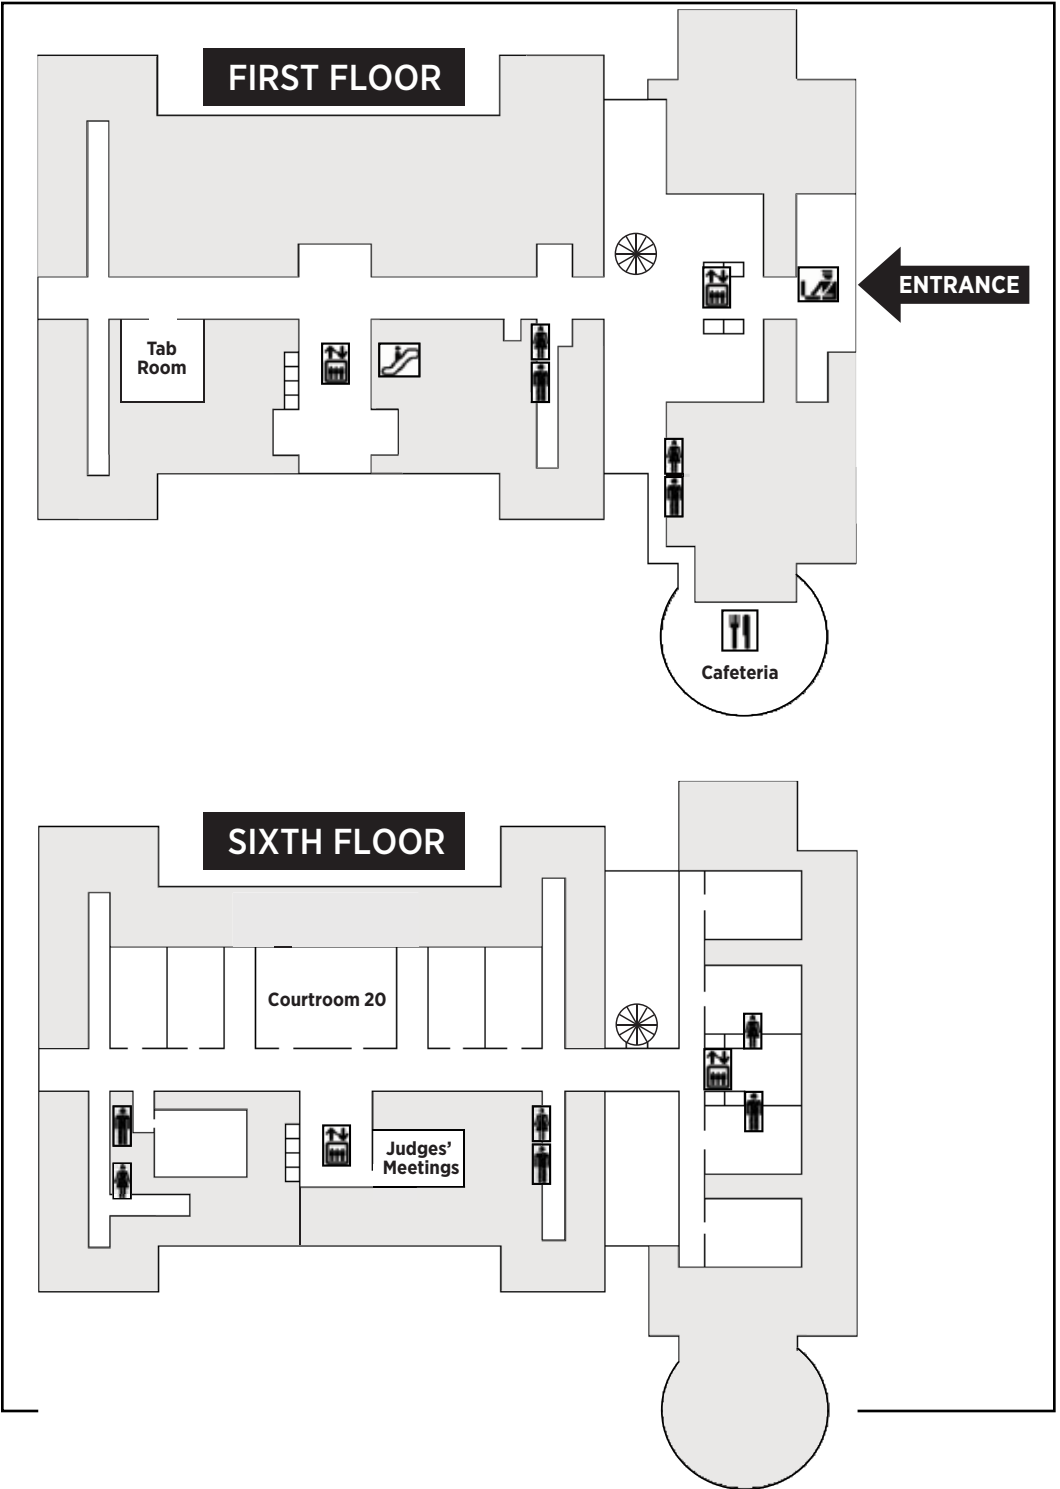 FIRST FLOOR
ENTRANCE
Tab
Room
Cafeteria
SIXTH FLOOR
Courtroom 20
Judges’
Meetings